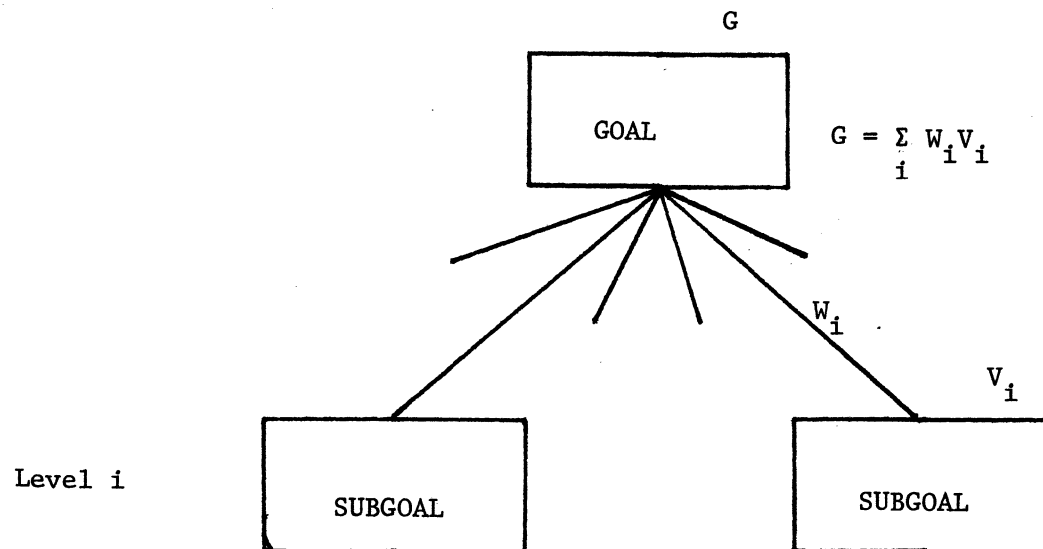 G
GOAL
G = Σ W_i V_i
i
W_i
V_i
Level i
SUBGOAL
SUBGOAL